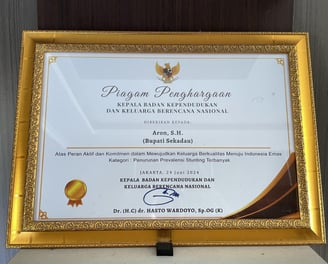 Piagam Penghargaan
KEPALA BADAN KEPENDUDUKAN
DAN KELUARGA BERENCANA NASIONAL
DIBERIKAN KEPADA
Aron, S.H.
(Bupati Sekadau)
Atas Peran Aktif dan Komitmen dalam Mewujudkan Keluarga Berkualitas Menuju Indonesia Emas
Kategori : Penurunan Prevalensi Stunting Terbanyak
JAKARTA, 29 juni 2024
KEPALA BADAN KEPENDUDUKAN DAN
KELUARGA BERENCANA NASIONAL
Dr. (H.C) dr. HASTO WARDOYO, Sp.OG (K)